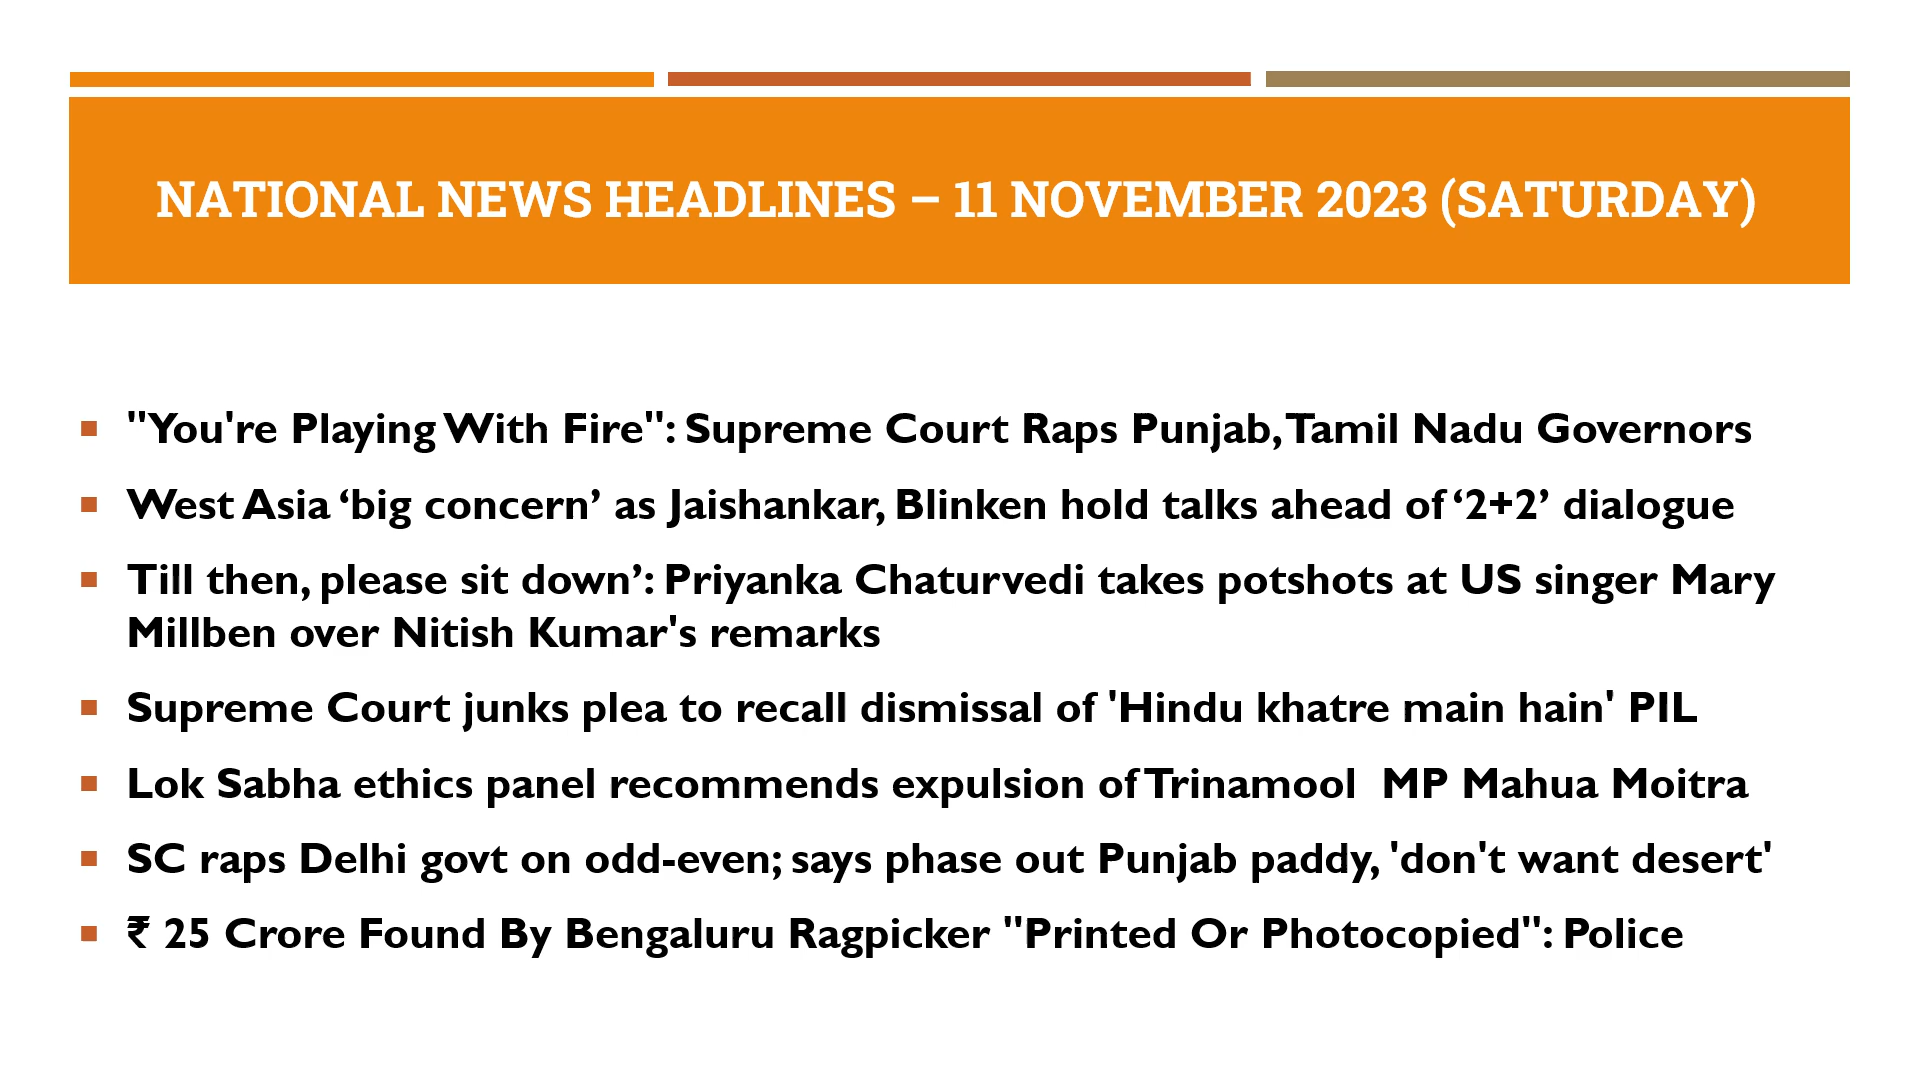 NATIONAL NEWS HEADLINES – 11 NOVEMBER 2023 (SATURDAY)
"You're Playing With Fire": Supreme Court Raps Punjab, Tamil Nadu Governors
West Asia ‘big concern’ as Jaishankar, Blinken hold talks ahead of ‘2+2’ dialogue
Till then, please sit down’: Priyanka Chaturvedi takes potshots at US singer Mary
Millben over Nitish Kumar's remarks
Supreme Court junks plea to recall dismissal of 'Hindu khatre main hain' PIL
Lok Sabha ethics panel recommends expulsion of Trinamool  MP Mahua Moitra
SC raps Delhi govt on odd-even; says phase out Punjab paddy, 'don't want desert'
₹ 25 Crore Found By Bengaluru Ragpicker "Printed Or Photocopied": Police